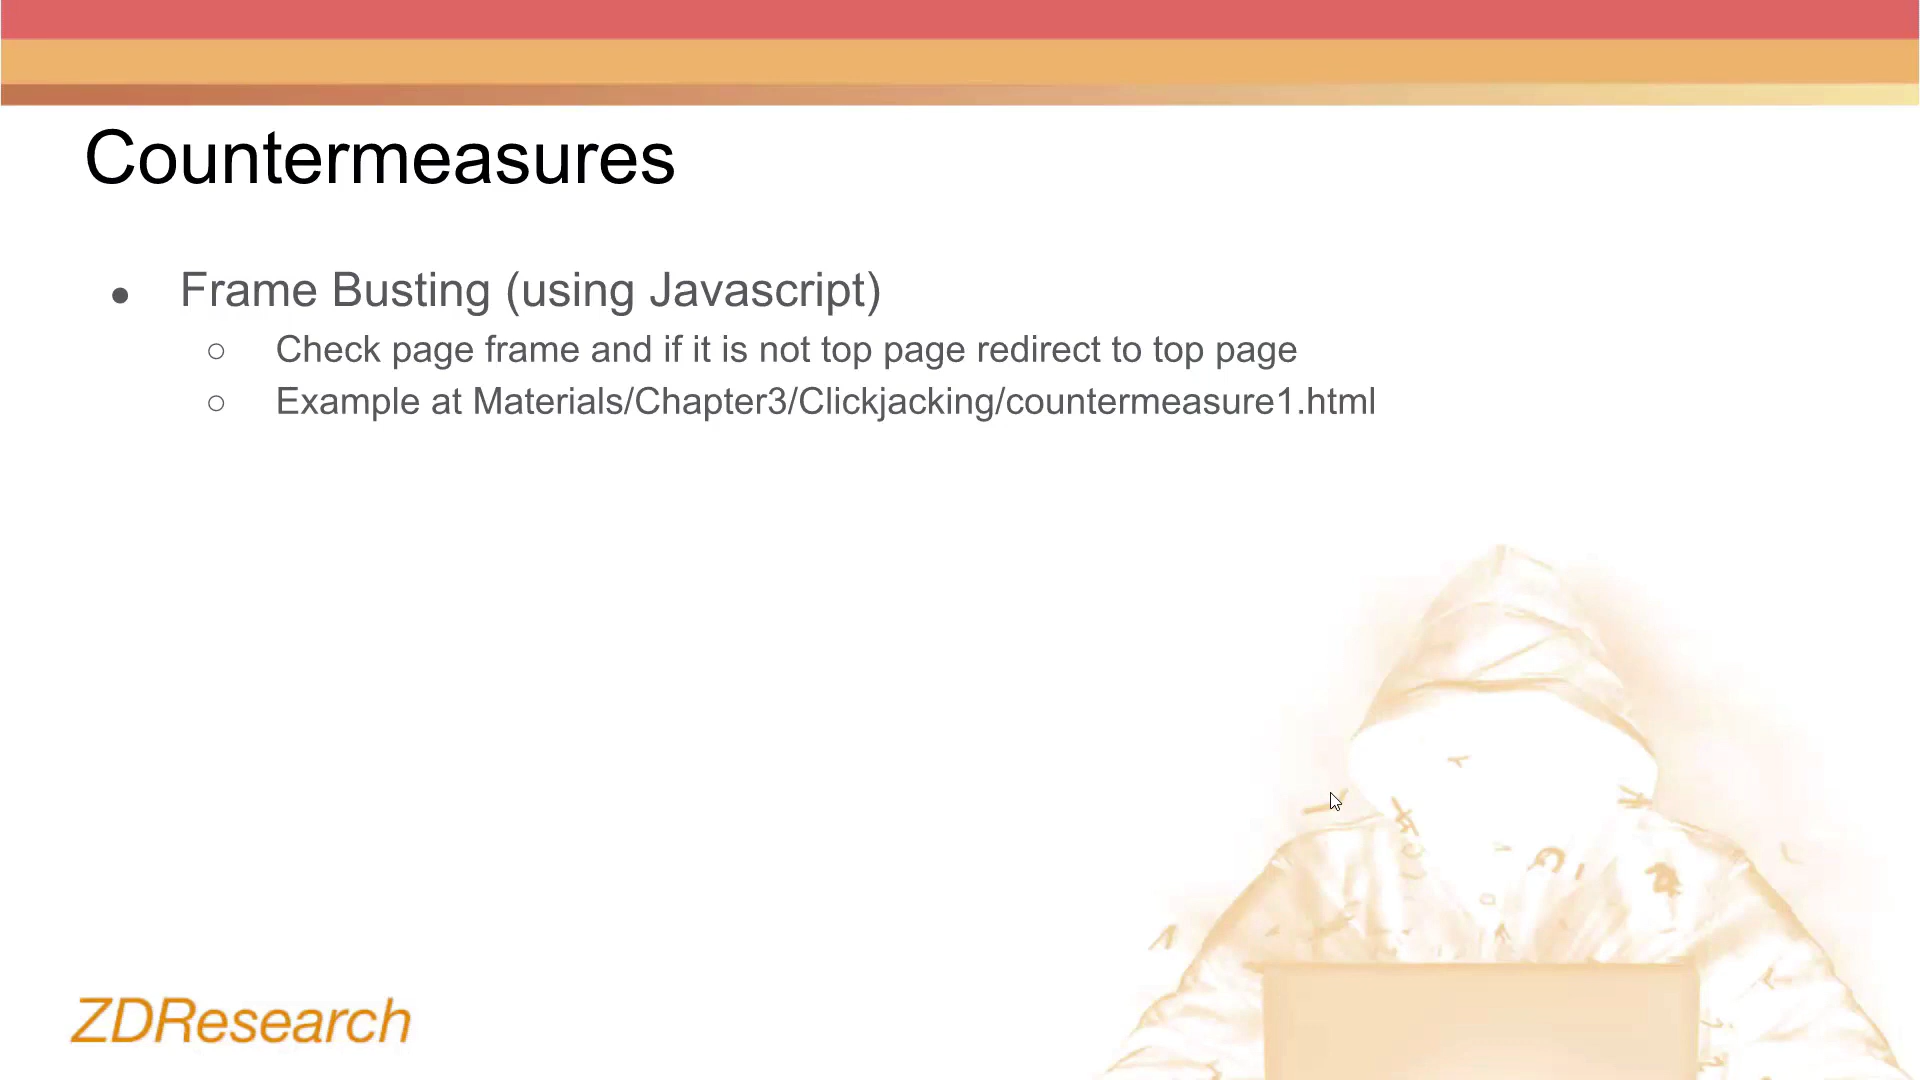 Countermeasures
● Frame Busting (using Javascript)
○ Check page frame and if it is not top page redirect to top page
○ Example at Materials/Chapter3/Clickjacking/countermeasure1.html
ZDResearch